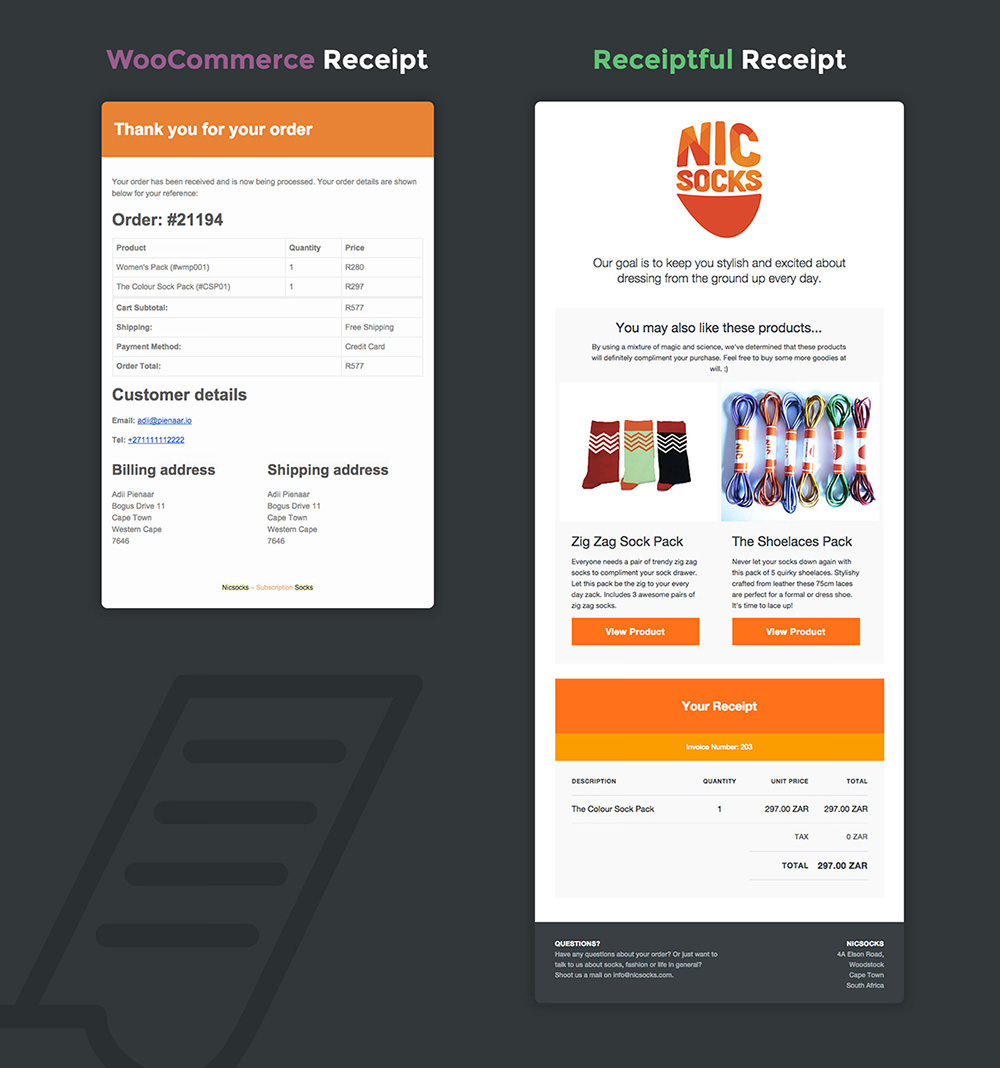 WooCommerce Receipt
Thank you for your order
Your order has been received and is now being processed. Your order details are shown
below for your reference:
Order: #21194
Product Quantity Price
Women's Pack (#wmp001) 1 R280
The Colour Sock Pack (#CSP01) 1 R297
Cart Subtotal: R577
Shipping: Free Shipping
Payment Method: Credit Card
Order Total: R577
Customer details
Email: adii@pienaar.io
Tel: +271111112222
Billing address
Adii Pienaar
Bogus Drive 11
Cape Town
Western Cape
7646
Shipping address
Adii Pienaar
Bogus Drive 11
Cape Town
Western Cape
7646
Nicsocks – Subscription Socks
Receiptful Receipt
NIC
SOCKS
Our goal is to keep you stylish and excited about
dressing from the ground up every day.
You may also like these products...
By using a mixture of magic and science, we've determined that these products
will definitely compliment your purchase. Feel free to buy some more goodies at
will. :)
Zig Zag Sock Pack
Everyone needs a pair of trendy zig zag
socks to compliment your sock drawer.
Let this pack be the zig to your every
day zack. Includes 3 awesome pairs of
zig zag socks.
View Product
The Shoelaces Pack
Never let your socks down again with
this pack of 5 quirky shoelaces. Stylishy
crafted from leather these 75cm laces
are perfect for a formal or dress shoe.
It's time to lace up!
View Product
Your Receipt
Invoice Number: 203
DESCRIPTION QUANTITY UNIT PRICE TOTAL
The Colour Sock Pack 1 297.00 ZAR 297.00 ZAR
TAX 0 ZAR
TOTAL 297.00 ZAR
QUESTIONS?
Have any questions about your order? Or just want to
talk to us about socks, fashion or life in general?
Shoot us a mail on info@nicsocks.com.
NICSOCKS
4A Elson Road,
Woodstock
Cape Town
South Africa